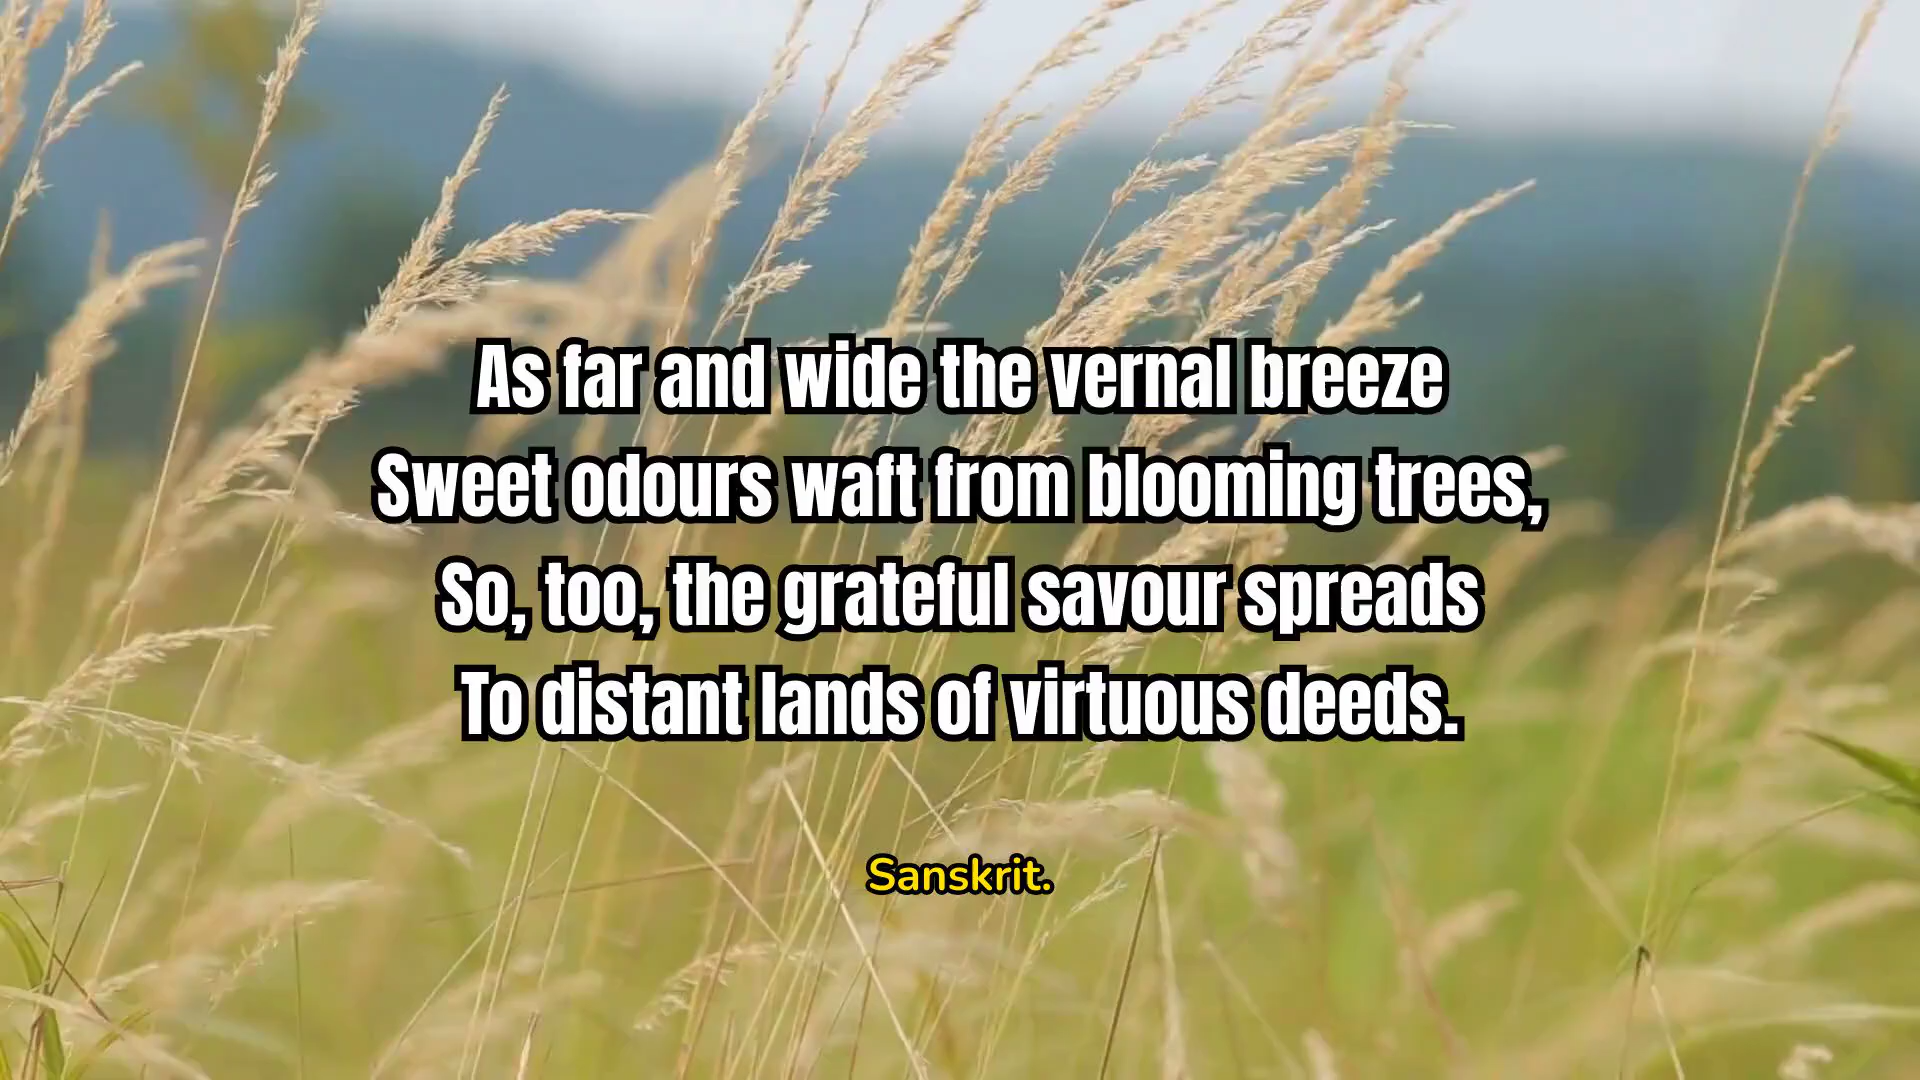 As far and wide the vernal breeze
Sweet odours waft from blooming trees,
So, too, the grateful savour spreads
To distant lands of virtuous deeds.
Sanskrit.